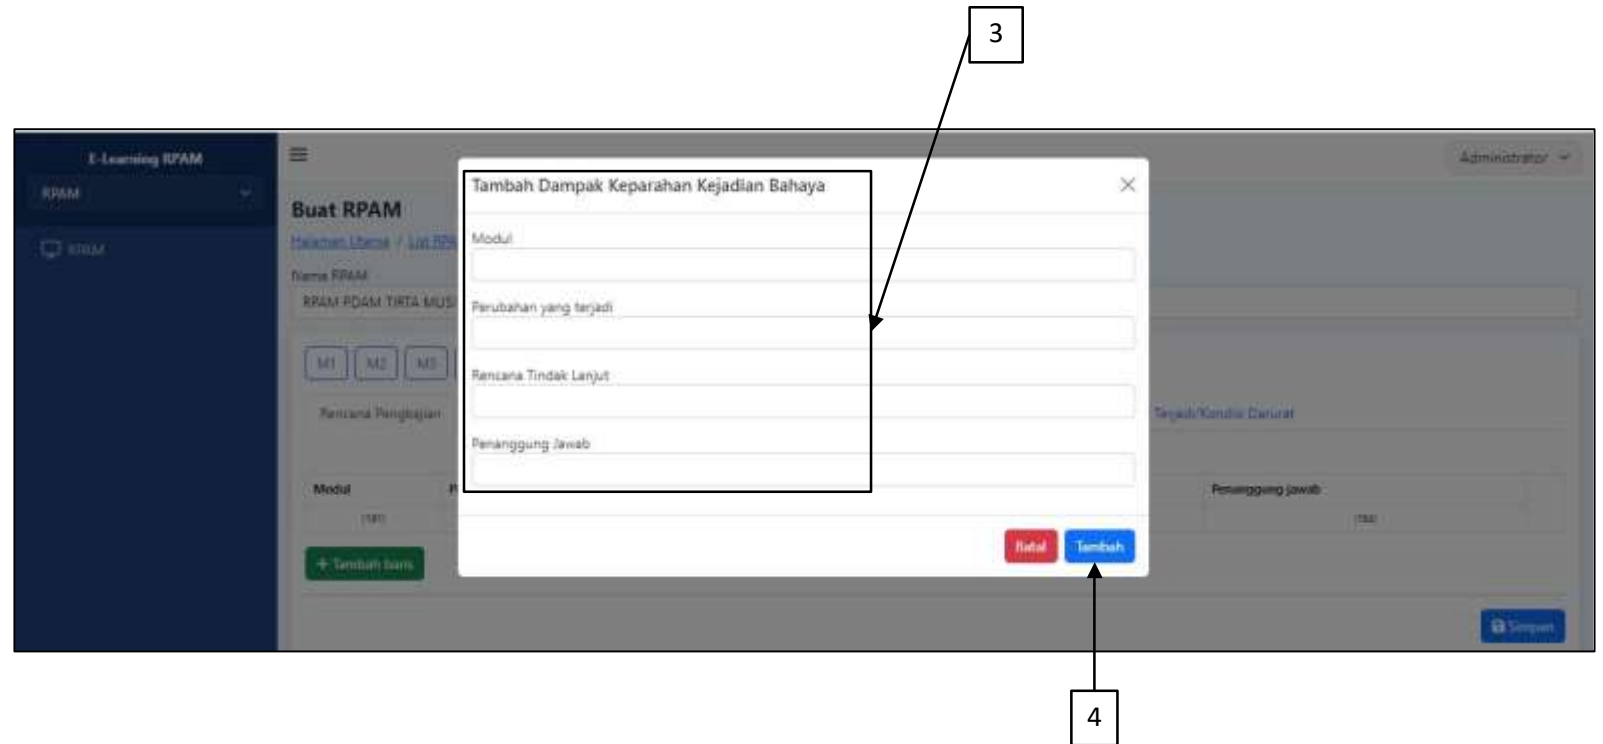 3
E-Learning RPAM
Administrator
RPAM
Tambah Dampak Keparahan Kejadian Bahaya
Buat RPAM
RPAM
Halaman Utama / List RPA
Modul
Nama RPAM
RPAM PDAM TIRTA MUS
Perubahan yang terjadi
M1 M2 M3
Rencana Tindak Lanjut
Rencana Pengkajian
Terjadi/Kondisi Darurat
Penanggung Jawab
Modul
Penanggung jawab
+ Tambah baris
Batal Tambah
Simpan
4